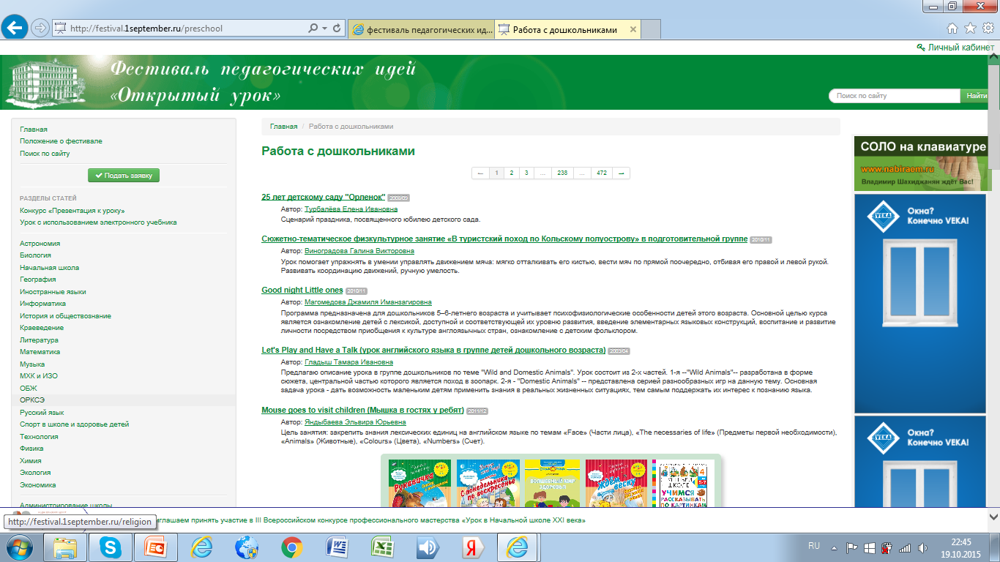 http://festival.1september.ru/preschool
фестиваль педагогических ид...
Работа с дошкольниками
Личный кабинет
Фестиваль педагогических идей
«Открытый урок»
Поиск по сайту
Найти
Главная
Положение о фестивале
Поиск по сайту
Подать заявку
РАЗДЕЛЫ СТАТЕЙ
Конкурс «Презентация к уроку»
Урок с использованием электронного учебника
Астрономия
Биология
Начальная школа
География
Иностранные языки
Информатика
История и обществознание
Краеведение
Литература
Математика
Музыка
МХК и ИЗО
ОБЖ
ОРКСЭ
Русский язык
Спорт в школе и здоровье детей
Технология
Физика
Химия
Экология
Экономика
Администрирование школы
Главная / Работа с дошкольниками
Работа с дошкольниками
← 1 2 3 ... 238 ... 472 →
25 лет детскому саду "Орленок" 2008/09
Автор: Турбалёва Елена Ивановна
Сценарий праздника, посвященного юбилею детского сада.
Сюжетно-тематическое физкультурное занятие «В туристский поход по Кольскому полуострову» в подготовительной группе 2010/11
Автор: Виноградова Галина Викторовна
Урок помогает упражнять в умении управлять движением мяча: мягко отталкивать его кистью, вести мяч по прямой поочередно, отбивая его правой и левой рукой.
Развивать координацию движений, ручную умелость.
Good night Little ones 2010/11
Автор: Магомедова Джамиля Иманзагировна
Программа предназначена для дошкольников 5–6-летнего возраста и учитывает психофизиологические особенности детей этого возраста. Основной целью курса
является ознакомление детей с лексикой, доступной и соответствующей их уровню развития, введение элементарных языковых конструкций, воспитание и развитие
личности посредством приобщения к культуре англоязычных стран, ознакомление с детским фольклором.
Let's Play and Have a Talk (урок английского языка в группе детей дошкольного возраста) 2003/04
Автор: Гладыш Тамара Ивановна
Предлагаю описание урока в группе дошкольников по теме "Wild and Domestic Animals". Урок состоит из 2-х частей. 1-я --"Wild Animals"-- разработана в форме
сюжета, центральной частью которого является поход в зоопарк. 2-я - "Domestic Animals" -- представлена серией разнообразных игр на данную тему. Основная
задача урока - дать возможность маленьким детям применить знания в реальных жизненных ситуациях, тем самым поддержать их интерес к познанию языка.
Mouse goes to visit children (Мышка в гостях у ребят) 2011/12
Автор: Яндыбаева Эльвира Юрьевна
Цель занятия: закрепить знания лексических единиц на английском языке по темам «Face» (Части лица), «The necessaries of life» (Предметы первой необходимости),
«Animals» (Животные), «Colours» (Цвета), «Numbers» (Счет).
Рукавичка
С понедельника
по воскресенье
ВОЛШЕБНЫЙ МИР
ЗДОРОВЬЯ
Ждём
весну
ШКОЛЕ
4
УЧИМСЯ
РАССКАЗЫВАТЬ
ПО КАРТИНКАМ
СОЛО на клавиатуре
www.nabiraem.ru
Владимир Шахиджанян ждёт Вас!
VEKA
Окна?
Конечно VEKA!
VEKA
Окна?
Конечно VEKA!
глашаем принять участие в III Всероссийском конкурсе профессионального мастерства «Урок в Начальной школе XXI века»
http://festival.1september.ru/religion
RU
22:45
19.10.2015